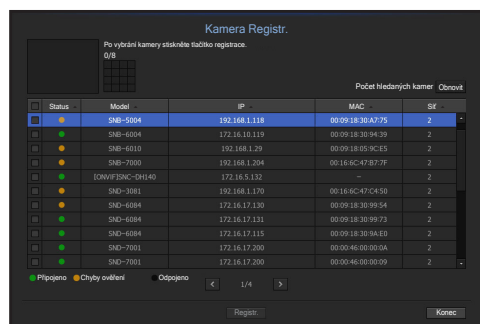 Kamera Registr.
Po vybrání kamery stiskněte tlačítko registrace.
0/8
Počet hledaných kamer Obnovit
Status Model IP MAC Síť
SNB-5004 192.168.1.118 00:09:18:30:A7:75 2
SNB-6004 172.16.10.119 00:09:18:30:94:39 2
SNB-6010 192.168.1.29 00:09:18:05:9C:E5 2
SNB-7000 192.168.1.204 00:16:6C:47:B7:7F 2
[ONVIF]SNC-DH140 172.16.5.132 - 2
SND-3081 192.168.1.170 00:16:6C:47:C4:50 2
SND-6084 172.16.17.130 00:09:18:30:99:54 2
SND-6084 172.16.17.131 00:09:18:30:99:73 2
SND-6084 172.16.17.115 00:09:18:30:9A:E0 2
SND-7001 172.16.17.200 00:00:46:00:00:0A 2
SND-7001 172.16.17.200 00:00:46:00:00:09 2
Připojeno Chyby ověření Odpojeno
< 1/4 >
Registr. Konec